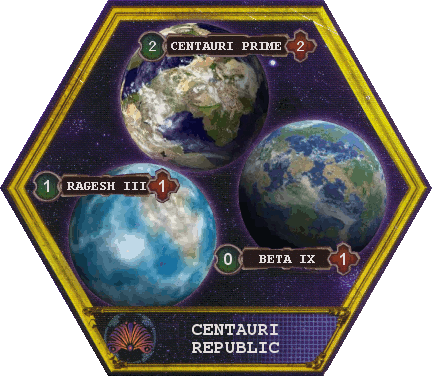 2 CENTAURI PRIME 2
1 RAGESH III 1
0 BETA IX 1
CENTAURI
REPUBLIC